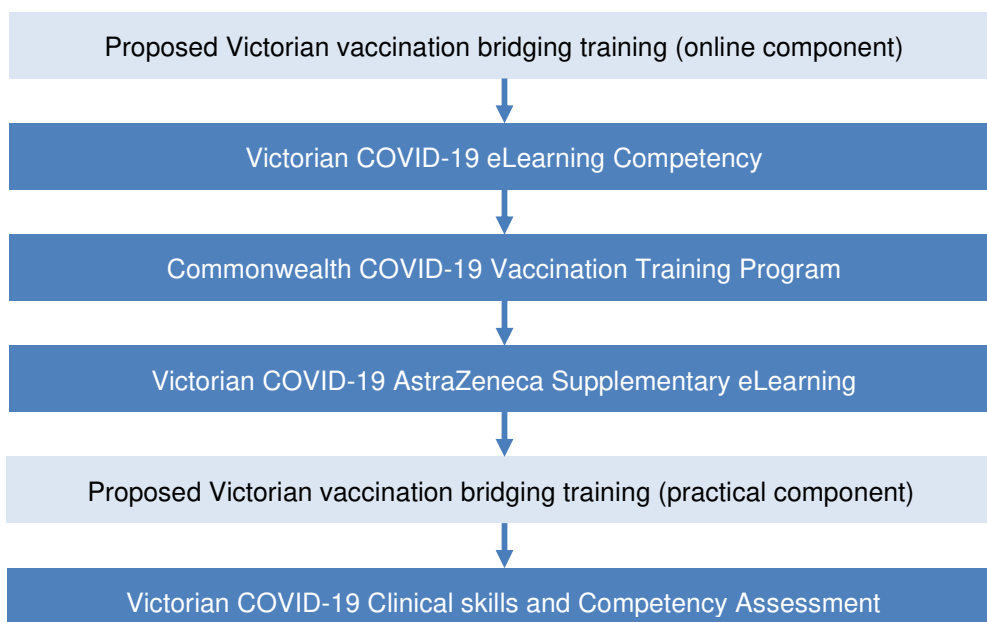 Proposed Victorian vaccination bridging training (online component)
Victorian COVID-19 eLearning Competency
Commonwealth COVID-19 Vaccination Training Program
Victorian COVID-19 AstraZeneca Supplementary eLearning
Proposed Victorian vaccination bridging training (practical component)
Victorian COVID-19 Clinical skills and Competency Assessment